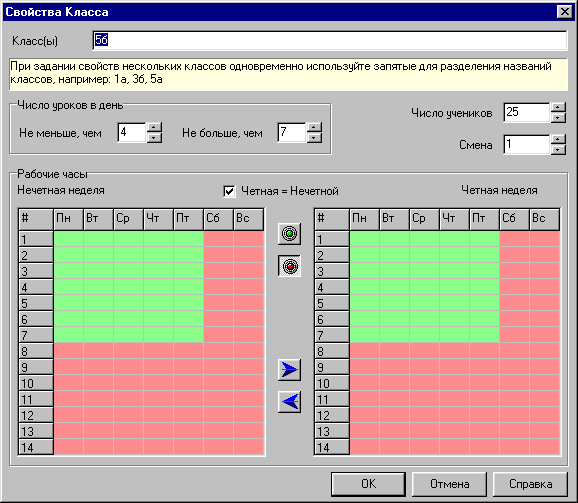 Свойства Класса
Класс(ы) 5б
При задании свойств нескольких классов одновременно используйте запятые для разделения названий
классов, например: 1а, 3б, 5а
Число уроков в день
Не меньше, чем 4 Не больше, чем 7
Число учеников 25
Смена 1
Рабочие часы
Нечетная неделя Четная = Нечетной Четная неделя
# Пн Вт Ср Чт Пт Сб Вс # Пн Вт Ср Чт Пт Сб Вс
1 1
2 2
3 3
4 4
5 5
6 6
7 7
8 8
9 9
10 10
11 11
12 12
13 13
14 14
OK Отмена Справка